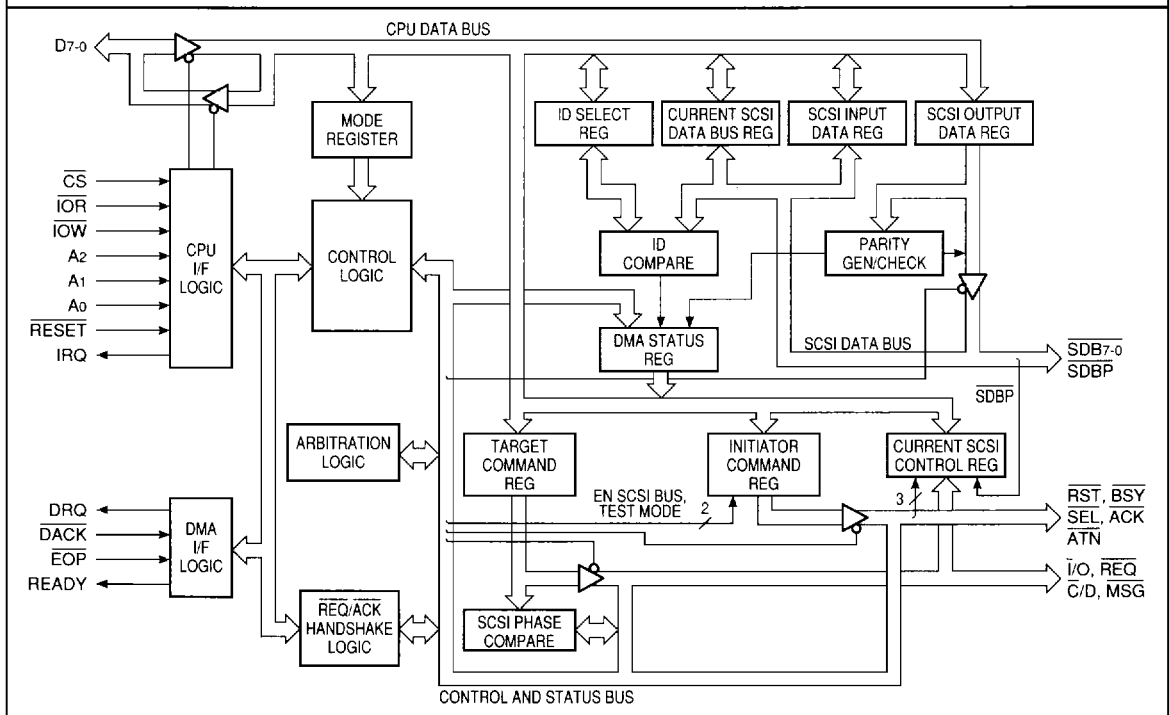 CPU DATA BUS
D7-0
MODE
REGISTER
ID SELECT
REG
CURRENT SCSI
DATA BUS REG
SCSI INPUT
DATA REG
SCSI OUTPUT
DATA REG
CS
IOR
IOW
A2
A1
A0
RESET
IRQ
CPU
I/F
LOGIC
CONTROL
LOGIC
ID
COMPARE
PARITY
GEN/CHECK
DMA STATUS
REG
SCSI DATA BUS
SDB7-0
SDBP
SDBP
ARBITRATION
LOGIC
TARGET
COMMAND
REG
INITIATOR
COMMAND
REG
CURRENT SCSI
CONTROL REG
EN SCSI BUS,
TEST MODE
2
3
RST, BSY
SEL, ACK
ATN
DRQ
DACK
EOP
READY
DMA
I/F
LOGIC
I/O, REQ
C/D, MSG
REQ/ACK
HANDSHAKE
LOGIC
SCSI PHASE
COMPARE
CONTROL AND STATUS BUS